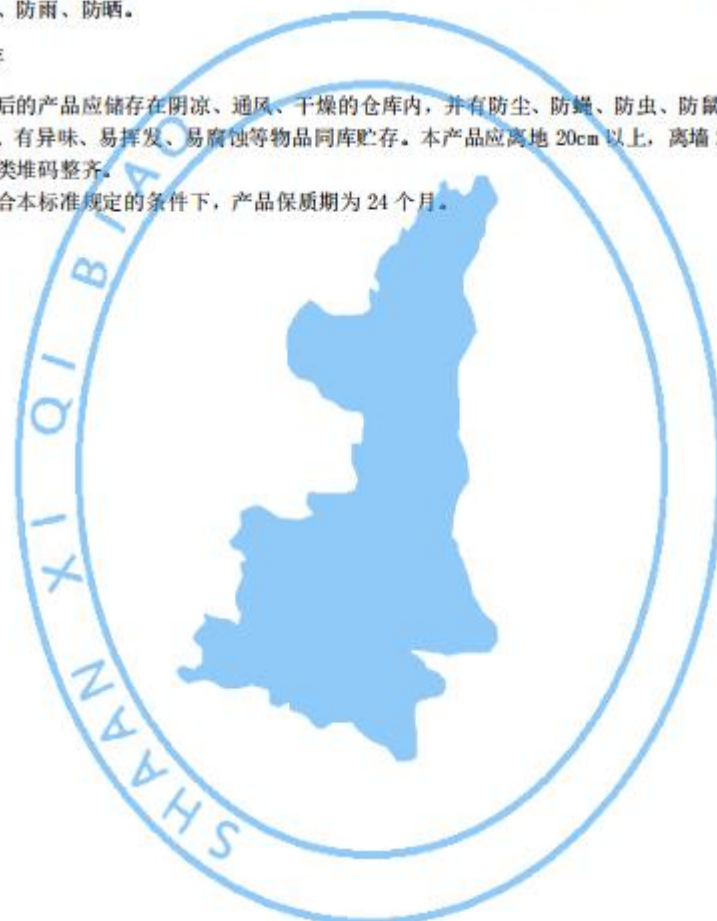 、防雨、防晒。
后的产品应储存在阴凉、通风、干燥的仓库内，并有防尘、防蝇、防虫、防鼠
有异味、易挥发、易腐蚀等物品同库贮存。本产品应离地 20cm 以上，离墙
类堆码整齐。
合本标准规定的条件下，产品保质期为 24 个月。
SHAAN XI QI BIAO